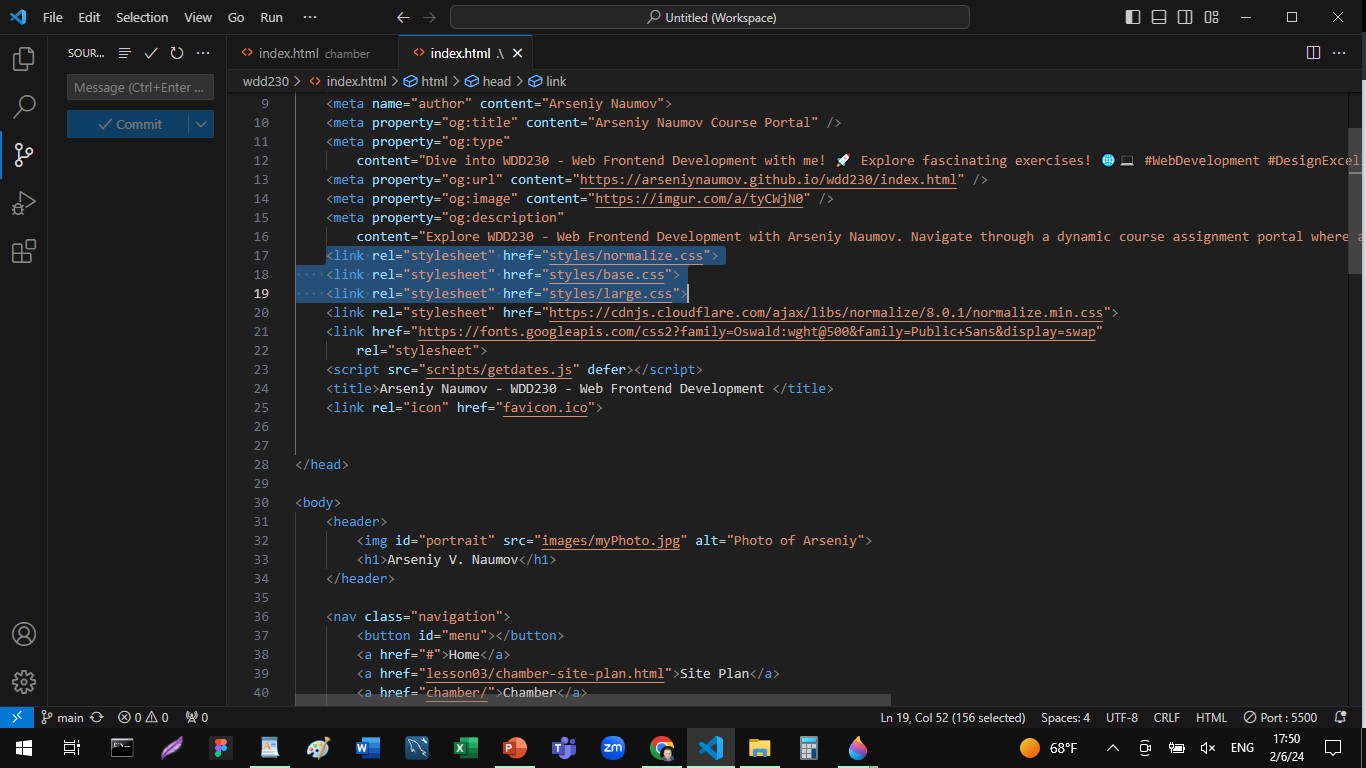 File Edit Selection View Go Run ··· Untitled (Workspace)
SOUR... index.html chamber index.html .\
wdd230 > index.html > html > head > link
Message (Ctrl+Enter ...
Commit
9 <meta name="author" content="Arseniy Naumov">
10 <meta property="og:title" content="Arseniy Naumov Course Portal" />
11 <meta property="og:type"
12 content="Dive into WDD230 - Web Frontend Development with me! 🚀 Explore fascinating exercises! 🌐💻 #WebDevelopment #DesignExcel
13 <meta property="og:url" content="https://arseniynaumov.github.io/wdd230/index.html" />
14 <meta property="og:image" content="https://imgur.com/a/tyCWjN0" />
15 <meta property="og:description"
16 content="Explore WDD230 - Web Frontend Development with Arseniy Naumov. Navigate through a dynamic course assignment portal where a
17 <link rel="stylesheet" href="styles/normalize.css">
18 <link rel="stylesheet" href="styles/base.css">
19 <link rel="stylesheet" href="styles/large.css">
20 <link rel="stylesheet" href="https://cdnjs.cloudflare.com/ajax/libs/normalize/8.0.1/normalize.min.css">
21 <link href="https://fonts.googleapis.com/css2?family=Oswald:wght@500&family=Public+Sans&display=swap"
22 rel="stylesheet">
23 <script src="scripts/getdates.js" defer></script>
24 <title>Arseniy Naumov - WDD230 - Web Frontend Development </title>
25 <link rel="icon" href="favicon.ico">
26
27
28 </head>
29
30 <body>
31 <header>
32 <img id="portrait" src="images/myPhoto.jpg" alt="Photo of Arseniy">
33 <h1>Arseniy V. Naumov</h1>
34 </header>
35
36 <nav class="navigation">
37 <button id="menu"></button>
38 <a href="#">Home</a>
39 <a href="lesson03/chamber-site-plan.html">Site Plan</a>
40 <a href="chamber/">Chamber</a>
main 0 0 0 Ln 19, Col 52 (156 selected) Spaces: 4 UTF-8 CRLF HTML Port : 5500
zm 68°F ENG 17:50
2/6/24